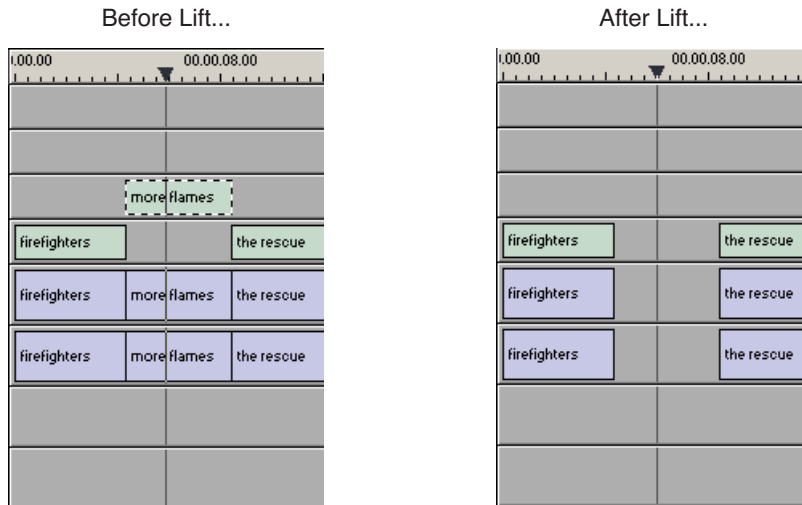 Before Lift...
After Lift...
:00.00 00.00.08.00
more flames
firefighters the rescue
firefighters more flames the rescue
firefighters more flames the rescue
:00.00 00.00.08.00
firefighters the rescue
firefighters the rescue
firefighters the rescue